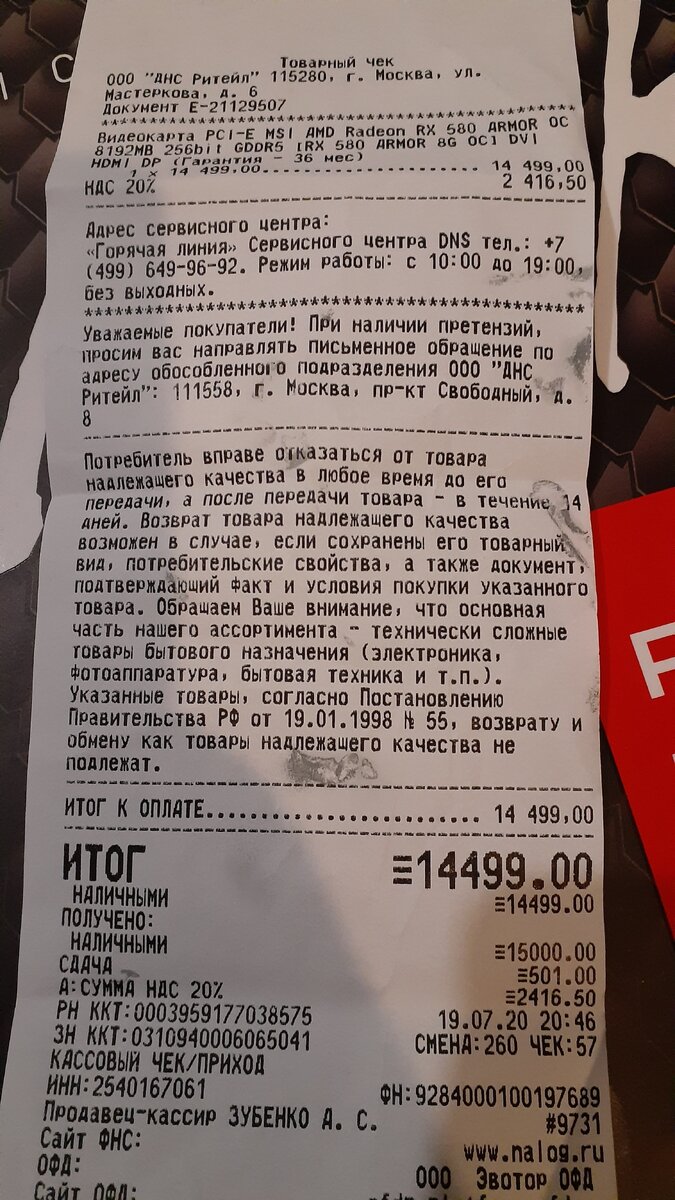 Товарный чек
ООО "ДНС Ритейл" 115280, г. Москва, ул.
Мастеркова, д. 6
Документ Е-21129507
************************************************
Видеокарта PCI-E MSI AMD Radeon RX 580 ARMOR OC
8192MB 256bit GDDR5 [RX 580 ARMOR 8G OC] DVI
HDMI DP (Гарантия - 36 мес)
1 x 14 499,00.......................... 14 499,00
НДС 20% 2 416,50
------------------------------------------------
Адрес сервисного центра:
«Горячая линия» Сервисного центра DNS тел.: +7
(499) 649-96-92. Режим работы: с 10:00 до 19:00,
без выходных.
************************************************
Уважаемые покупатели! При наличии претензий,
просим вас направлять письменное обращение по
адресу обособленного подразделения ООО "ДНС
Ритейл": 111558, г. Москва, пр-кт Свободный, д.
8
------------------------------------------------
Потребитель вправе отказаться от товара
надлежащего качества в любое время до его
передачи, а после передачи товара - в течение 14
дней. Возврат товара надлежащего качества
возможен в случае, если сохранены его товарный
вид, потребительские свойства, а также документ,
подтверждающий факт и условия покупки указанного
товара. Обращаем Ваше внимание, что основная
часть нашего ассортимента - технически сложные
товары бытового назначения (электроника,
фотоаппаратура, бытовая техника и т.п.).
Указанные товары, согласно Постановлению
Правительства РФ от 19.01.1998 № 55, возврату и
обмену как товары надлежащего качества не
подлежат.
------------------------------------------------
ИТОГ К ОПЛАТЕ......................... 14 499,00
------------------------------------------------
ИТОГ ≡14499.00
НАЛИЧНЫМИ ≡14499.00
ПОЛУЧЕНО:
НАЛИЧНЫМИ ≡15000.00
СДАЧА ≡501.00
А:СУММА НДС 20% ≡2416.50
РН ККТ:0003959177038575 19.07.20 20:46
ЗН ККТ:0310940006065041 СМЕНА:260 ЧЕК:57
КАССОВЫЙ ЧЕК/ПРИХОД
ИНН:2540167061 ФН:9284000100197689
Продавец-кассир ЗУБЕНКО А. С. #9731
Сайт ФНС: www.nalog.ru
ОФД: ООО Эвотор ОФД
Сайт ОФД: